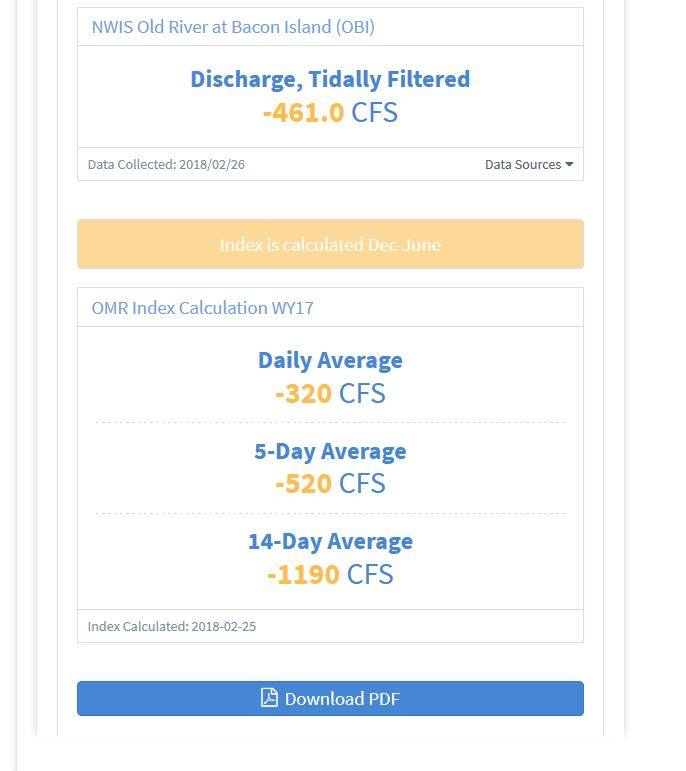 NWIS Old River at Bacon Island (OBI)
Discharge, Tidally Filtered
-461.0 CFS
Data Collected: 2018/02/26
Data Sources
Index is calculated Dec-June
OMR Index Calculation WY17
Daily Average
-320 CFS
5-Day Average
-520 CFS
14-Day Average
-1190 CFS
Index Calculated: 2018-02-25
Download PDF